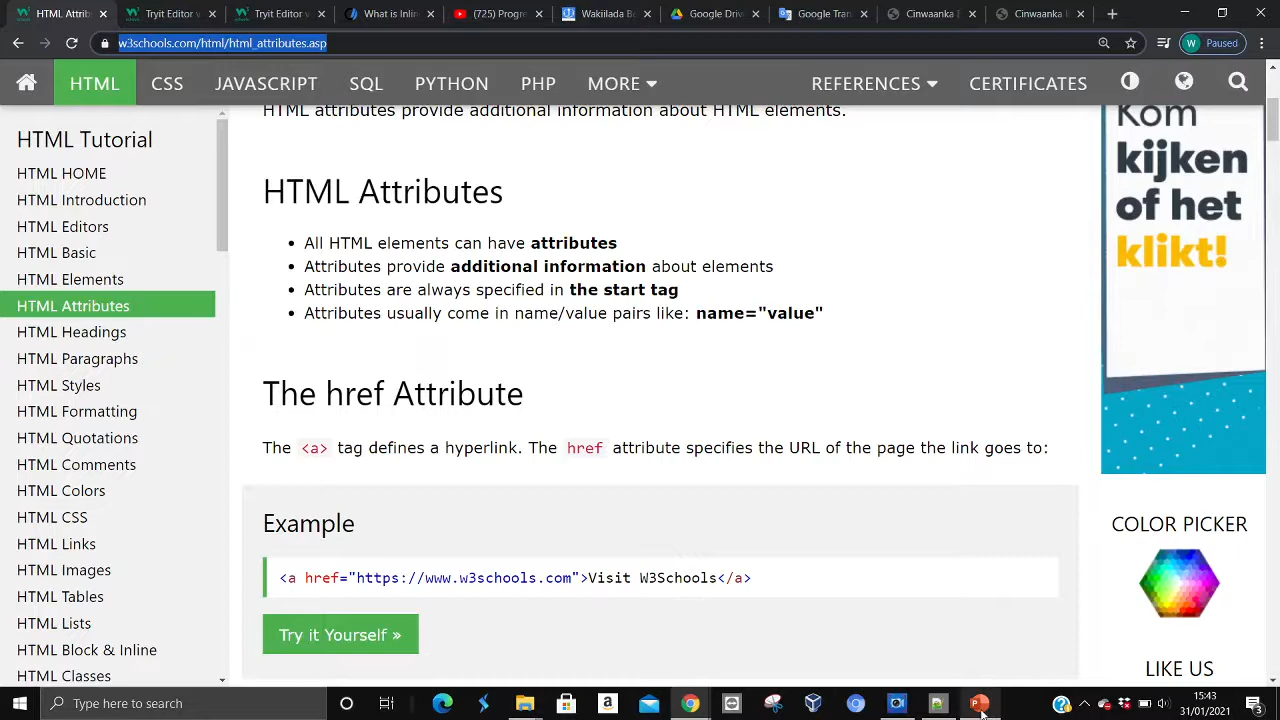 HTML Attrib
Tryit Editor v
Tryit Editor v
What is Inlin
(725) Progre
Wakiilada Bo
Google Drive
Google Tran
Cinwaanka
Cinwaanka
w3schools.com/html/html_attributes.asp
W Paused
HTML CSS JAVASCRIPT SQL PYTHON PHP MORE REFERENCES CERTIFICATES
HTML Tutorial
HTML HOME
HTML Introduction
HTML Editors
HTML Basic
HTML Elements
HTML Attributes
HTML Headings
HTML Paragraphs
HTML Styles
HTML Formatting
HTML Quotations
HTML Comments
HTML Colors
HTML CSS
HTML Links
HTML Images
HTML Tables
HTML Lists
HTML Block & Inline
HTML Classes
HTML attributes provide additional information about HTML elements.
HTML Attributes
• All HTML elements can have attributes
• Attributes provide additional information about elements
• Attributes are always specified in the start tag
• Attributes usually come in name/value pairs like: name="value"
The href Attribute
The <a> tag defines a hyperlink. The href attribute specifies the URL of the page the link goes to:
Example
<a href="https://www.w3schools.com">Visit W3Schools</a>
Try it Yourself »
Kom
kijken
of het
klikt!
COLOR PICKER
LIKE US
Type here to search
15:43
31/01/2021
3